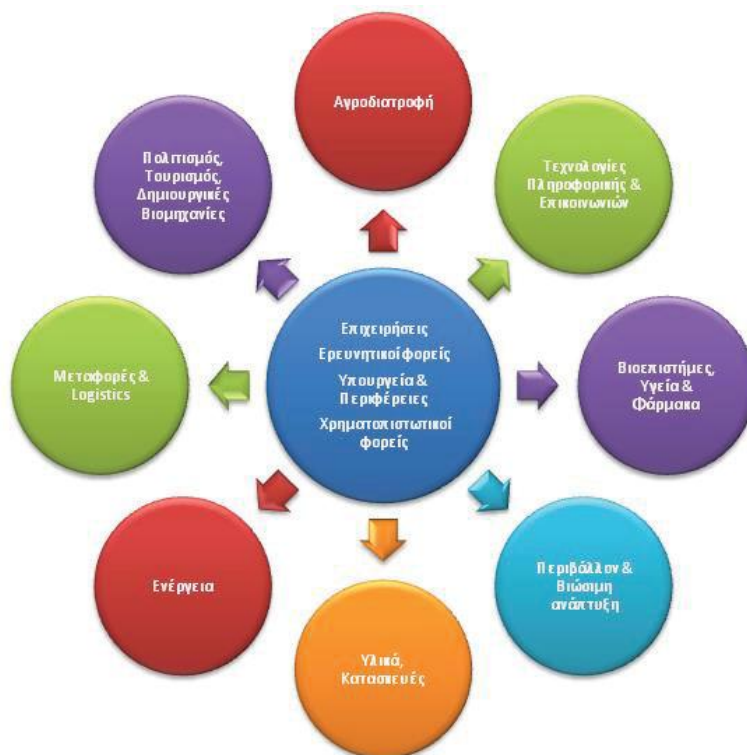 Αγροδιατροφή
Τεχνολογίες
Πληροφορικής &
Επικοινωνιών
Βιοεπιστήμες,
Υγεία &
Φάρμακα
Περιβάλλον &
Βιώσιμη
ανάπτυξη
Υλικά,
Κατασκευές
Ενέργεια
Μεταφορές &
Logistics
Πολιτισμός,
Τουρισμός,
Δημιουργικές
Βιομηχανίες
Επιχειρήσεις
Ερευνητικοί φορείς
Υπουργεία &
Περιφέρειες
Χρηματοπιστωτικοί
φορείς